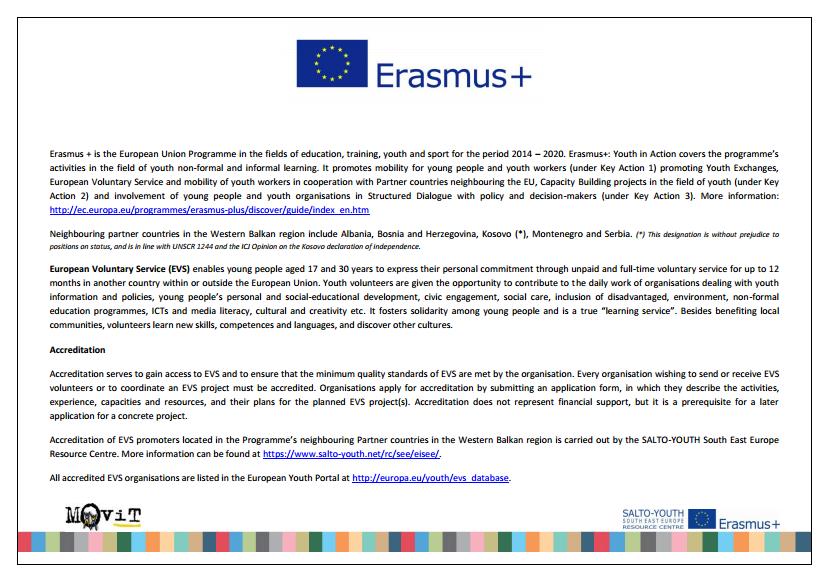 Erasmus+
Erasmus + is the European Union Programme in the fields of education, training, youth and sport for the period 2014 – 2020. Erasmus+: Youth in Action covers the programme's
activities in the field of youth non-formal and informal learning. It promotes mobility for young people and youth workers (under Key Action 1) promoting Youth Exchanges,
European Voluntary Service and mobility of youth workers in cooperation with Partner countries neighbouring the EU, Capacity Building projects in the field of youth (under Key
Action 2) and involvement of young people and youth organisations in Structured Dialogue with policy and decision-makers (under Key Action 3). More information:
http://ec.europa.eu/programmes/erasmus-plus/discover/guide/index_en.htm
Neighbouring partner countries in the Western Balkan region include Albania, Bosnia and Herzegovina, Kosovo (*), Montenegro and Serbia. (*) This designation is without prejudice to
positions on status, and is in line with UNSCR 1244 and the ICJ Opinion on the Kosovo declaration of independence.
European Voluntary Service (EVS) enables young people aged 17 and 30 years to express their personal commitment through unpaid and full-time voluntary service for up to 12
months in another country within or outside the European Union. Youth volunteers are given the opportunity to contribute to the daily work of organisations dealing with youth
information and policies, young people's personal and social-educational development, civic engagement, social care, inclusion of disadvantaged, environment, non-formal
education programmes, ICTs and media literacy, cultural and creativity etc. It fosters solidarity among young people and is a true "learning service". Besides benefiting local
communities, volunteers learn new skills, competences and languages, and discover other cultures.
Accreditation
Accreditation serves to gain access to EVS and to ensure that the minimum quality standards of EVS are met by the organisation. Every organisation wishing to send or receive EVS
volunteers or to coordinate an EVS project must be accredited. Organisations apply for accreditation by submitting an application form, in which they describe the activities,
experience, capacities and resources, and their plans for the planned EVS project(s). Accreditation does not represent financial support, but it is a prerequisite for a later
application for a concrete project.
Accreditation of EVS promoters located in the Programme's neighbouring Partner countries in the Western Balkan region is carried out by the SALTO-YOUTH South East Europe
Resource Centre. More information can be found at https://www.salto-youth.net/rc/see/eisee/.
All accredited EVS organisations are listed in the European Youth Portal at http://europa.eu/youth/evs_database.
MOViT
SALTO-YOUTH
SOUTH EAST EUROPE
RESOURCE CENTRE
Erasmus+